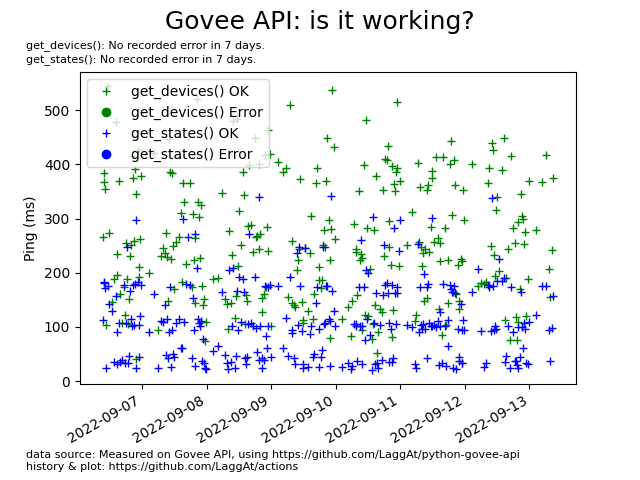 Govee API: is it working?
get_devices(): No recorded error in 7 days.
get_states(): No recorded error in 7 days.
get_devices() OK
get_devices() Error
get_states() OK
get_states() Error
Ping (ms)
500
400
300
200
100
0
2022-09-07
2022-09-08
2022-09-09
2022-09-10
2022-09-11
2022-09-12
2022-09-13
data source: Measured on Govee API, using https://github.com/LaggAt/python-govee-api
history & plot: https://github.com/LaggAt/actions